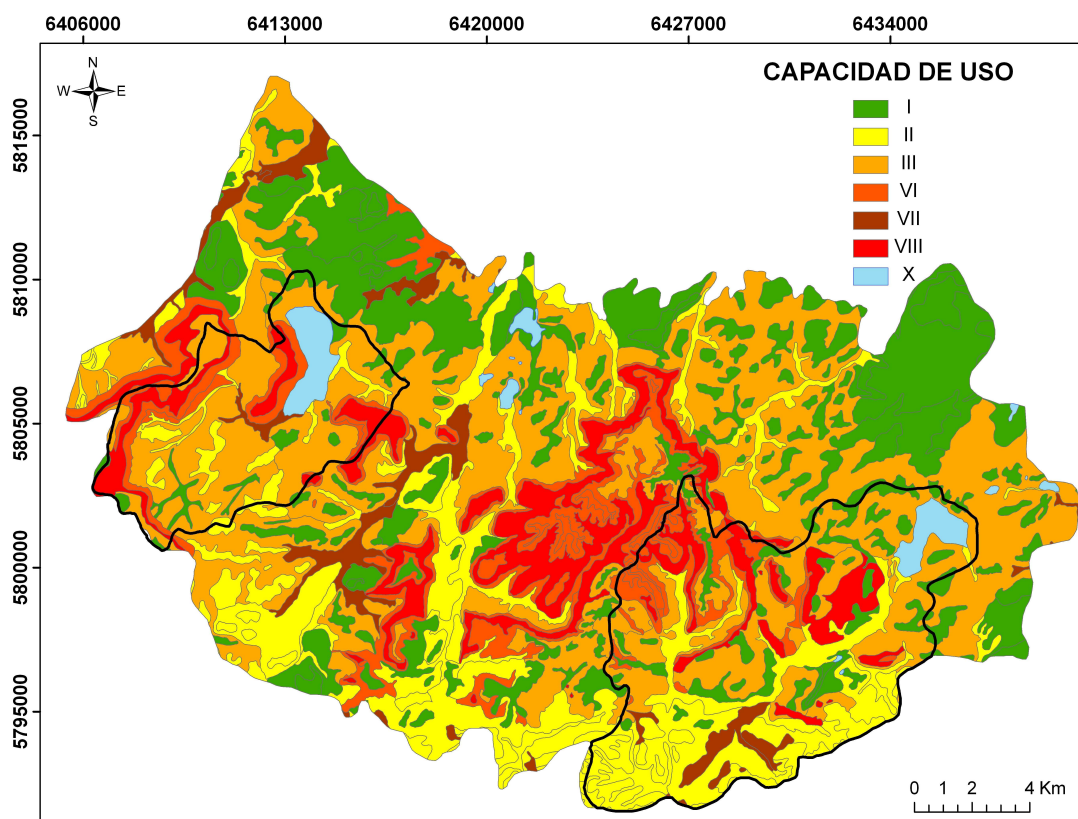 6406000 6413000 6420000 6427000 6434000
N
W E
S
CAPACIDAD DE USO
I
II
III
VI
VII
VIII
X
5815000
5810000
5805000
5800000
5795000
0 1 2 4 Km